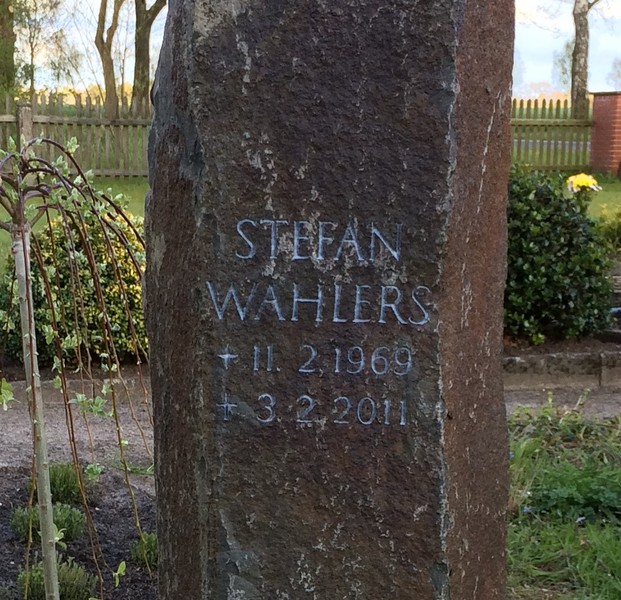 STEFAN
WAHLERS
✦ 11. 2.1969
✝ 3. 2. 2011